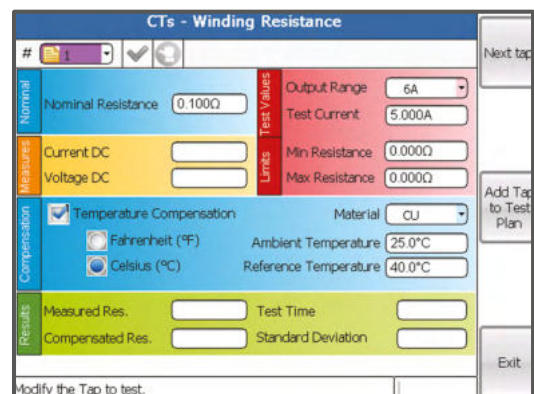 CTs - Winding Resistance
# 1
Next tap
Nominal
Nominal Resistance 0.100Ω
Test Values
Output Range 6A
Test Current 5.000A
Measures
Current DC
Voltage DC
Limits
Min Resistance 0.000Ω
Max Resistance 0.000Ω
Add Tap
to Test
Plan
Compensation
Temperature Compensation
Material CU
Fahrenheit (ºF)
Ambient Temperature 25.0°C
Celsius (ºC)
Reference Temperature 40.0°C
Results
Measured Res.
Test Time
Compensated Res.
Standard Deviation
Exit
Modify the Tap to test.